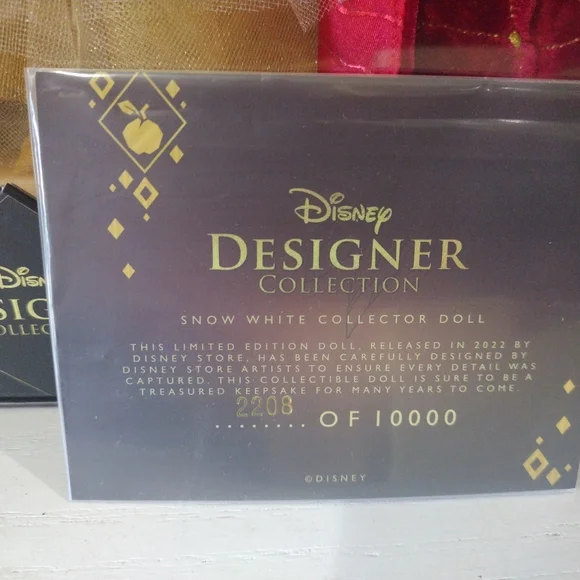 Disney
DESIGNER
COLLECTION
SNOW WHITE COLLECTOR DOLL
THIS LIMITED EDITION DOLL, RELEASED IN 2022 BY
DISNEY STORE, HAS BEEN CAREFULLY DESIGNED BY
DISNEY STORE ARTISTS TO ENSURE EVERY DETAIL WAS
CAPTURED. THIS COLLECTIBLE DOLL IS SURE TO BE A
TREASURED KEEPSAKE FOR MANY YEARS TO COME.
2208
......... OF 10000
©DISNEY